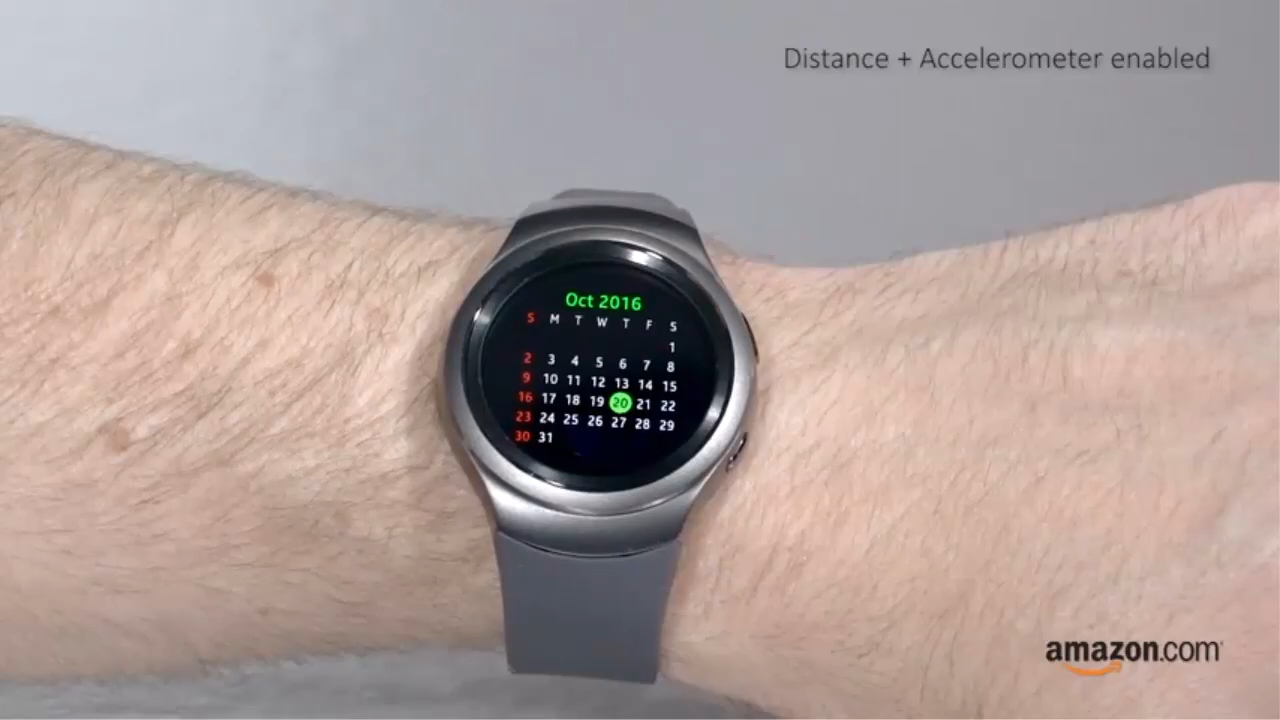 Distance + Accelerometer enabled
Oct 2016
S M T W T F S
1
2 3 4 5 6 7 8
9 10 11 12 13 14 15
16 17 18 19 20 21 22
23 24 25 26 27 28 29
30 31
amazon.com